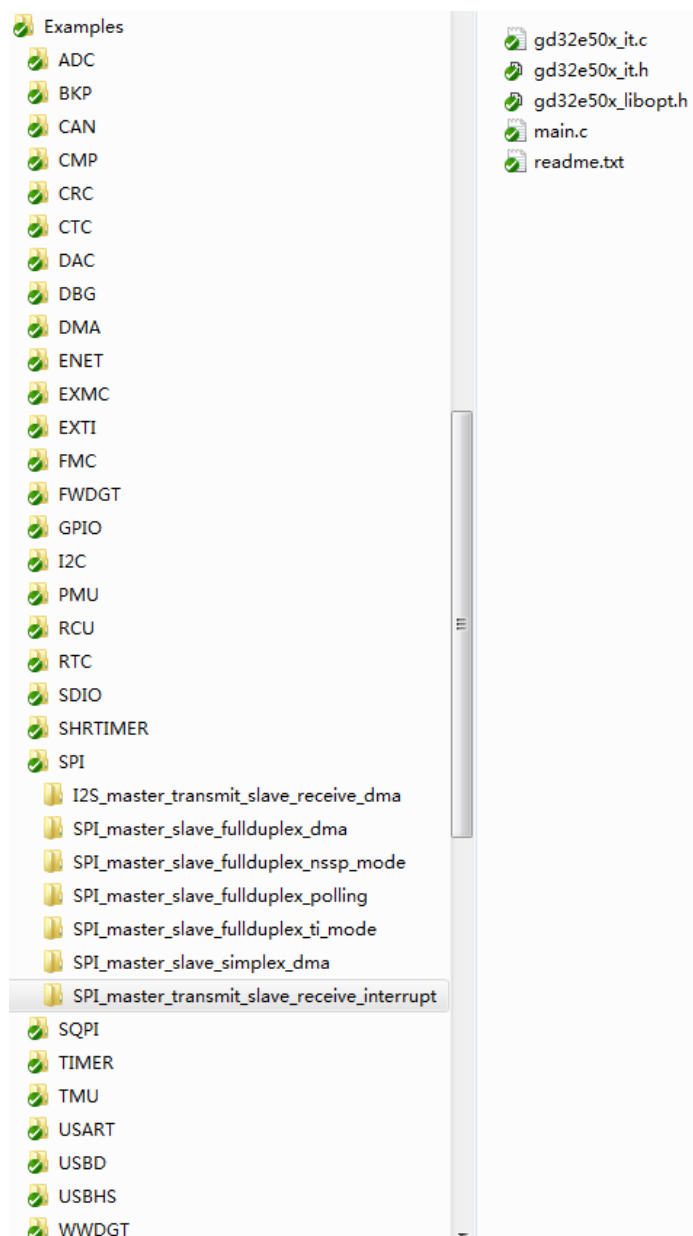 Examples
ADC
BKP
CAN
CMP
CRC
CTC
DAC
DBG
DMA
ENET
EXMC
EXTI
FMC
FWDGT
GPIO
I2C
PMU
RCU
RTC
SDIO
SHRTIMER
SPI
I2S_master_transmit_slave_receive_dma
SPI_master_slave_fullduplex_dma
SPI_master_slave_fullduplex_nssp_mode
SPI_master_slave_fullduplex_polling
SPI_master_slave_fullduplex_ti_mode
SPI_master_slave_simplex_dma
SPI_master_transmit_slave_receive_interrupt
SQPI
TIMER
TMU
USART
USBD
USBHS
WWDGT
gd32e50x_it.c
gd32e50x_it.h
gd32e50x_libopt.h
main.c
readme.txt